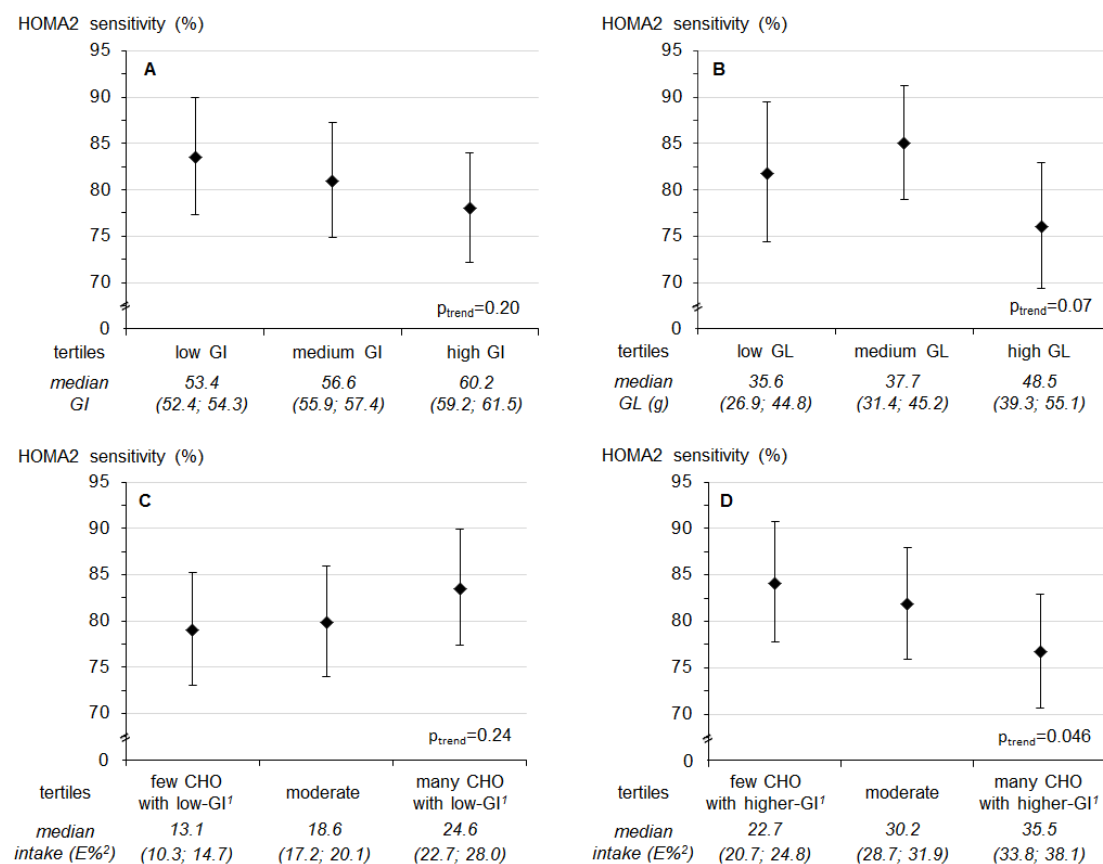 HOMA2 sensitivity (%)
A
95
90
85
80
75
70
0
p_trend=0.20
tertiles low GI medium GI high GI
median 53.4 56.6 60.2
GI (52.4; 54.3) (55.9; 57.4) (59.2; 61.5)
HOMA2 sensitivity (%)
B
95
90
85
80
75
70
0
p_trend=0.07
tertiles low GL medium GL high GL
median 35.6 37.7 48.5
GL (g) (26.9; 44.8) (31.4; 45.2) (39.3; 55.1)
HOMA2 sensitivity (%)
C
95
90
85
80
75
70
0
p_trend=0.24
few CHO many CHO
tertiles with low-GI¹ moderate with low-GI¹
median 13.1 18.6 24.6
intake (E%²) (10.3; 14.7) (17.2; 20.1) (22.7; 28.0)
HOMA2 sensitivity (%)
D
95
90
85
80
75
70
0
p_trend=0.046
few CHO many CHO
tertiles with higher-GI¹ moderate with higher-GI¹
median 22.7 30.2 35.5
intake (E%²) (20.7; 24.8) (28.7; 31.9) (33.8; 38.1)